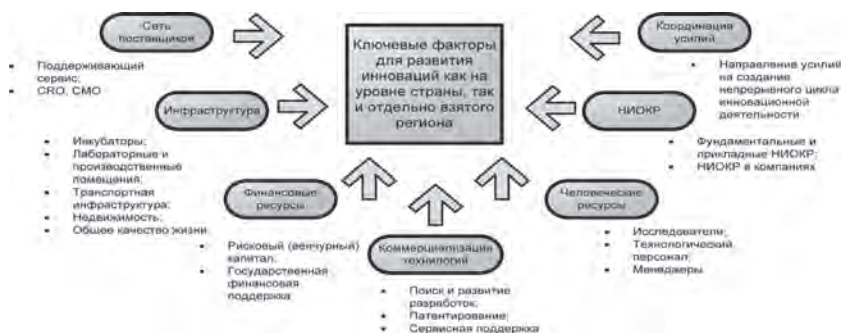 Сеть
поставщиков
Поддерживающий
сервис;
CRO, CMO
Инфраструктура
Инкубаторы;
Лабораторные и
производственные
помещения;
Транспортная
инфраструктура;
Недвижимость;
Общее качество жизни
Финансовые
ресурсы
Рисковый (венчурный)
капитал;
Государственная
финансовая
поддержка
Ключевые факторы
для развития
инноваций как на
уровне страны, так
и отдельно взятого
региона
Коммерциализация
технилогий
Поиск и развитие
разработок;
Патентирование;
Сервисная поддержка
Человеческие
ресурсы
Исследователи;
Технологический
персонал;
Менеджеры
НИОКР
Фундаментальные и
прикладные НИОКР;
НИОКР в компаниях
Координация
усилий
Направление усилий
на создание
непрерывного цикла
инновационной
деятельности